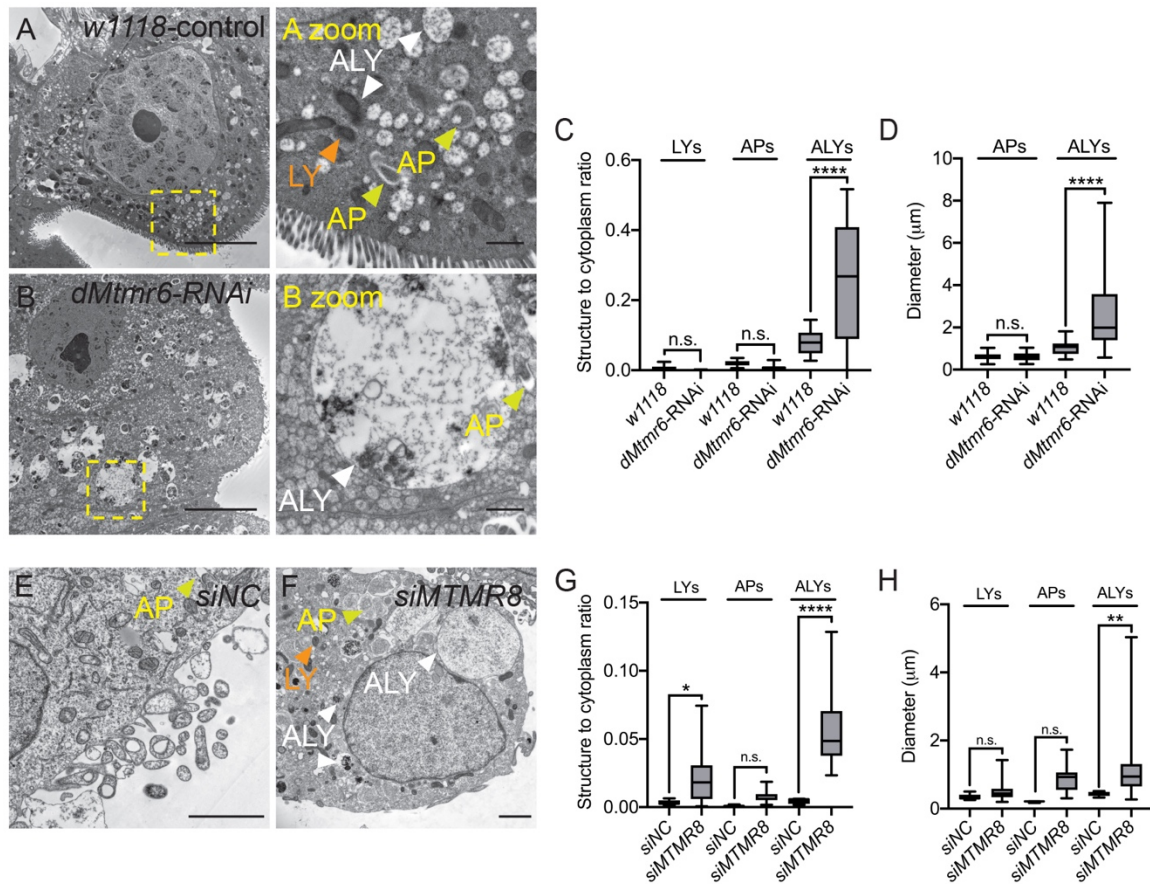 A
w1118-control
A zoom
ALY
LY
AP
AP
B
dMtmr6-RNAi
B zoom
AP
ALY
C
LYs APs ALYs
Structure to cytoplasm ratio
0.6
0.4
0.2
0.0
n.s.
n.s.
****
w1118
dMtmr6-RNAi
w1118
dMtmr6-RNAi
w1118
dMtmr6-RNAi
D
APs ALYs
Diameter (μm)
10
8
6
4
2
0
n.s.
****
w1118
dMtmr6-RNAi
w1118
dMtmr6-RNAi
E
siNC
AP
F
siMTMR8
AP
LY
ALY
ALY
G
LYs APs ALYs
Structure to cytoplasm ratio
0.15
0.10
0.05
0.00
*
n.s.
****
siNC
siMTMR8
siNC
siMTMR8
siNC
siMTMR8
H
LYs APs ALYs
Diameter (μm)
6
4
2
0
n.s.
n.s.
**
siNC
siMTMR8
siNC
siMTMR8
siNC
siMTMR8